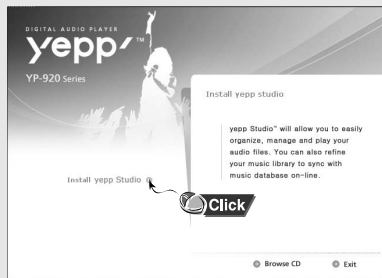 DIGITAL AUDIO PLAYER
yepp’™
YP-920 Series
Install yepp studio
yepp Studio™ will allow you to easily
organize, manage and play your
audio files. You can also refine
your music library to sync with
music database on-line.
Install yepp Studio
Click
Browse CD
Exit